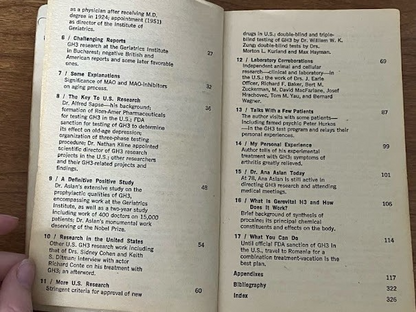 as a physician after receiving M.D.
degree in 1924; appointment (1951)
as director of the Institute of
Geriatrics.
6 / Challenging Reports 27
GH3 research at the Geriatrics Institute
in Bucharest; negative British and
American reports and some later favorable
ones.
7 / Some Explanations 32
Significance of MAO and MAO-inhibitors
on aging process.
8 / The Key To U.S. Research 36
Dr. Alfred Sapse—his background;
formation of Rom-Amer Pharmaceuticals
for testing GH3 in the U.S.; FDA
sanction for testing of GH3 to determine
its effect on old-age depression;
organization of three-phase testing
procedure; Dr. Nathan Kline appointed
scientific director of GH3 research
projects in the U.S.; other researchers
and their GH3-related projects and
findings.
9 / A Definitive Positive Study 48
Dr. Aslan's extensive study on the
prophylactic qualities of GH3,
encompassing work at the Geriatrics
Institute, as well as a two-year study
including work of 400 doctors on 15,000
patients; Dr. Aslan's monumental work
deserving of the Nobel Prize.
10 / Research in the United States 54
Other U.S. GH3 research including
that of Drs. Sidney Cohen and Keith
S. Ditman; interview with actor
Richard Conte on his treatment with
GH3; an afterword.
11 / More U.S. Research 60
Stringent criteria for approval of new
drugs in U.S.; double-blind and triple-
blind testing of GH3 by Dr. William W. K.
Zung; double-blind tests by Drs.
Morton L. Kurland and Max Hayman.
12 / Laboratory Corroborations 69
Independent animal and cellular
research—clinical and laboratory—in
the U.S.; the work of Drs. J. Earle
Officer, Richard F. Baker, Bert M.
Zuckerman, M. David MacFarlane, Josef
Hrachovec, Tom M. Yau, and Bernard
Wagner.
13 / Talks With a Few Patients 87
The author visits some patients—
including famed psychic Peter Hurkos
—in the GH3 test program and relays their
personal experiences.
14 / My Personal Experience 99
Author tells of his experimental
treatment with GH3; symptoms of
arthritis greatly relieved.
15 / Dr. Ana Aslan Today 101
At 78, Ana Aslan is still active in
directing GH3 research and attending
medical meetings.
16 / What Is Gerovital H3 and How
Does It Work? 106
Brief background of synthesis of
procaine; its principal chemical
constituents and effects on the body.
17 / What You Can Do 114
Until official FDA sanction of GH3 in
the U.S., travel to Romania for a
combination treatment-vacation is the
best plan.
Appendixes 117
Bibliography 322
Index 326